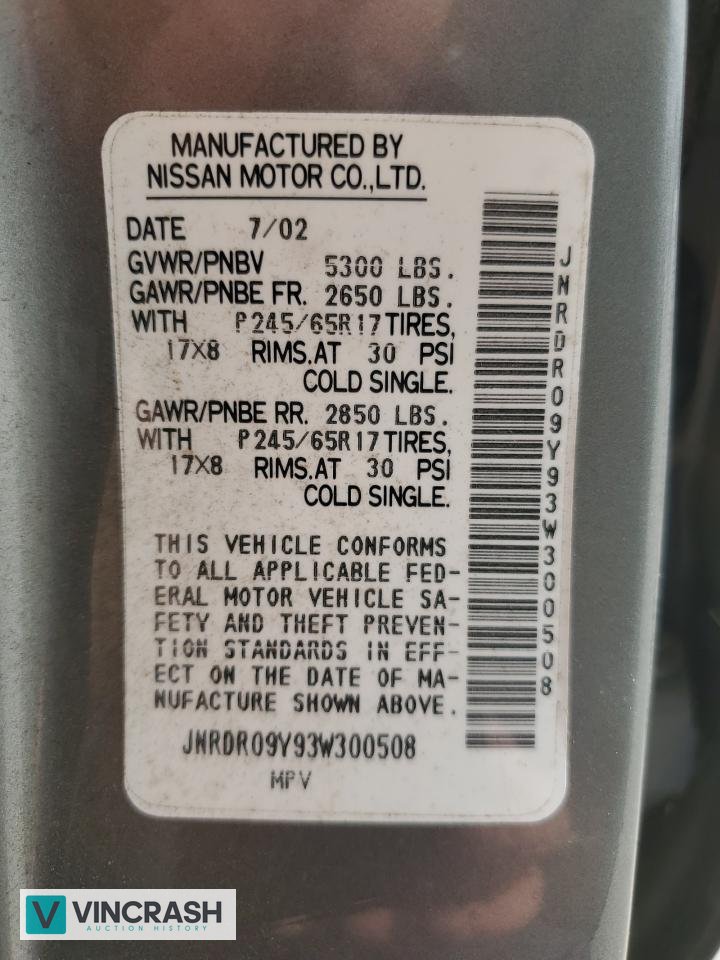 MANUFACTURED BY
NISSAN MOTOR CO.,LTD.
DATE 7/02
GVWR/PNBV 5300 LBS.
GAWR/PNBE FR. 2650 LBS.
WITH P245/65R17 TIRES,
17X8 RIMS.AT 30 PSI
COLD SINGLE.
GAWR/PNBE RR. 2850 LBS.
WITH P245/65R17 TIRES,
17X8 RIMS.AT 30 PSI
COLD SINGLE.
THIS VEHICLE CONFORMS
TO ALL APPLICABLE FED-
ERAL MOTOR VEHICLE SA-
FETY AND THEFT PREVEN-
TION STANDARDS IN EFF-
ECT ON THE DATE OF MA-
NUFACTURE SHOWN ABOVE.
JNRDR09Y93W300508
MPV
JNRDR09Y93W300508
V VINCRASH
AUCTION HISTORY